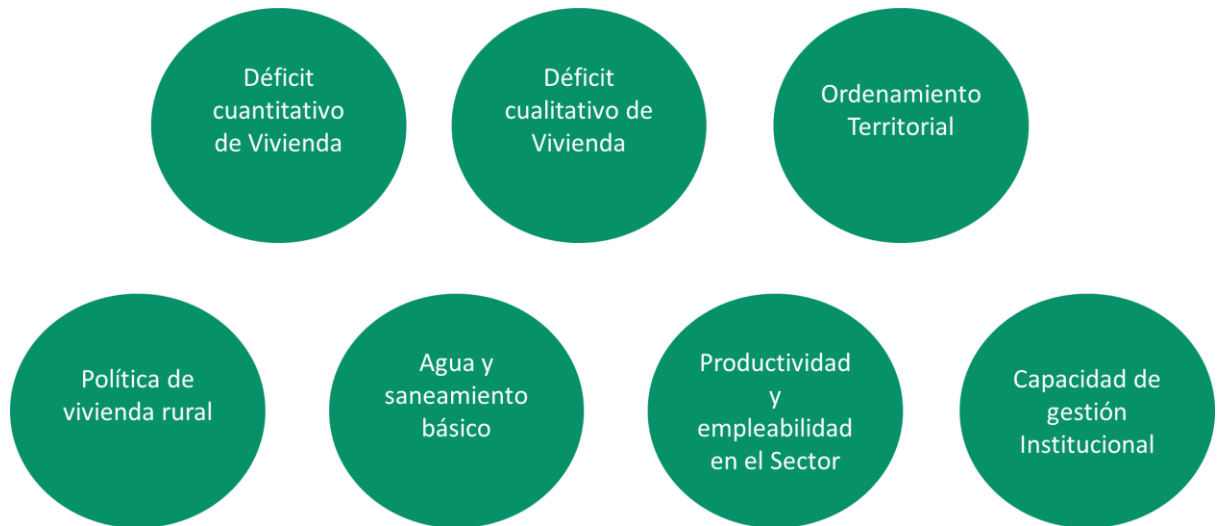 Déficit
cuantitativo
de Vivienda
Déficit
cualitativo de
Vivienda
Ordenamiento
Territorial
Política de
vivienda rural
Agua y
saneamiento
básico
Productividad
y
empleabilidad
en el Sector
Capacidad de
gestión
Institucional